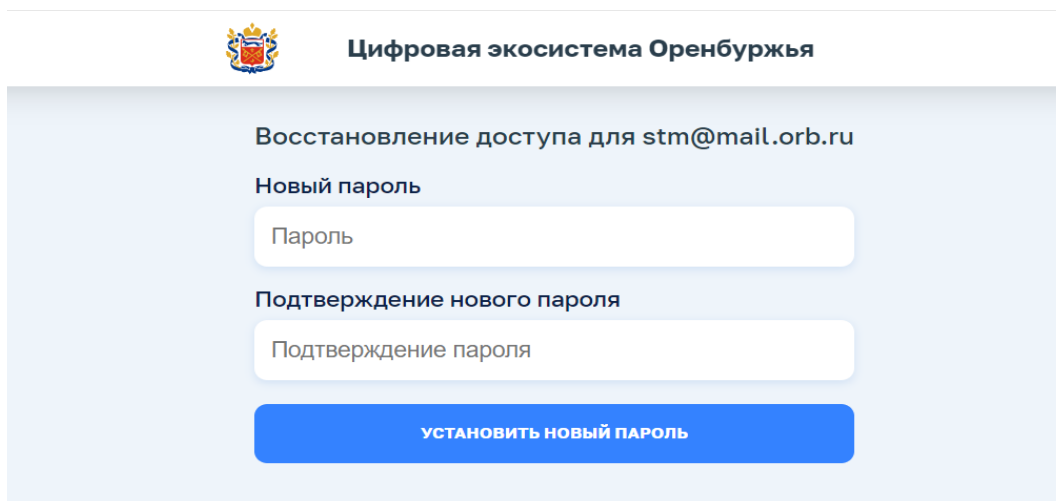 Цифровая экосистема Оренбуржья
Восстановление доступа для stm@mail.orb.ru
Новый пароль
Пароль
Подтверждение нового пароля
Подтверждение пароля
УСТАНОВИТЬ НОВЫЙ ПАРОЛЬ